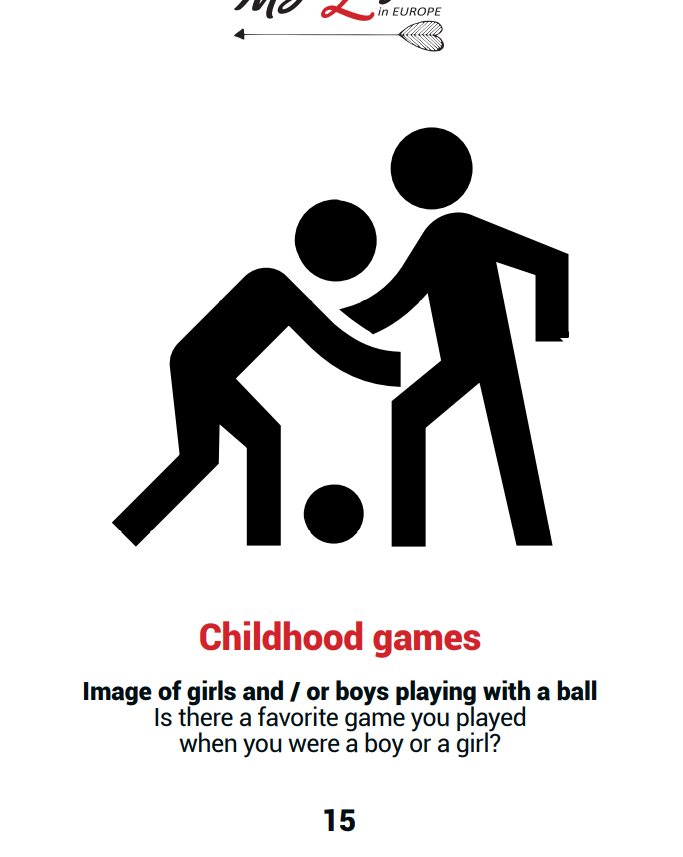 My
in EUROPE
Childhood games
Image of girls and / or boys playing with a ball
Is there a favorite game you played
when you were a boy or a girl?
15